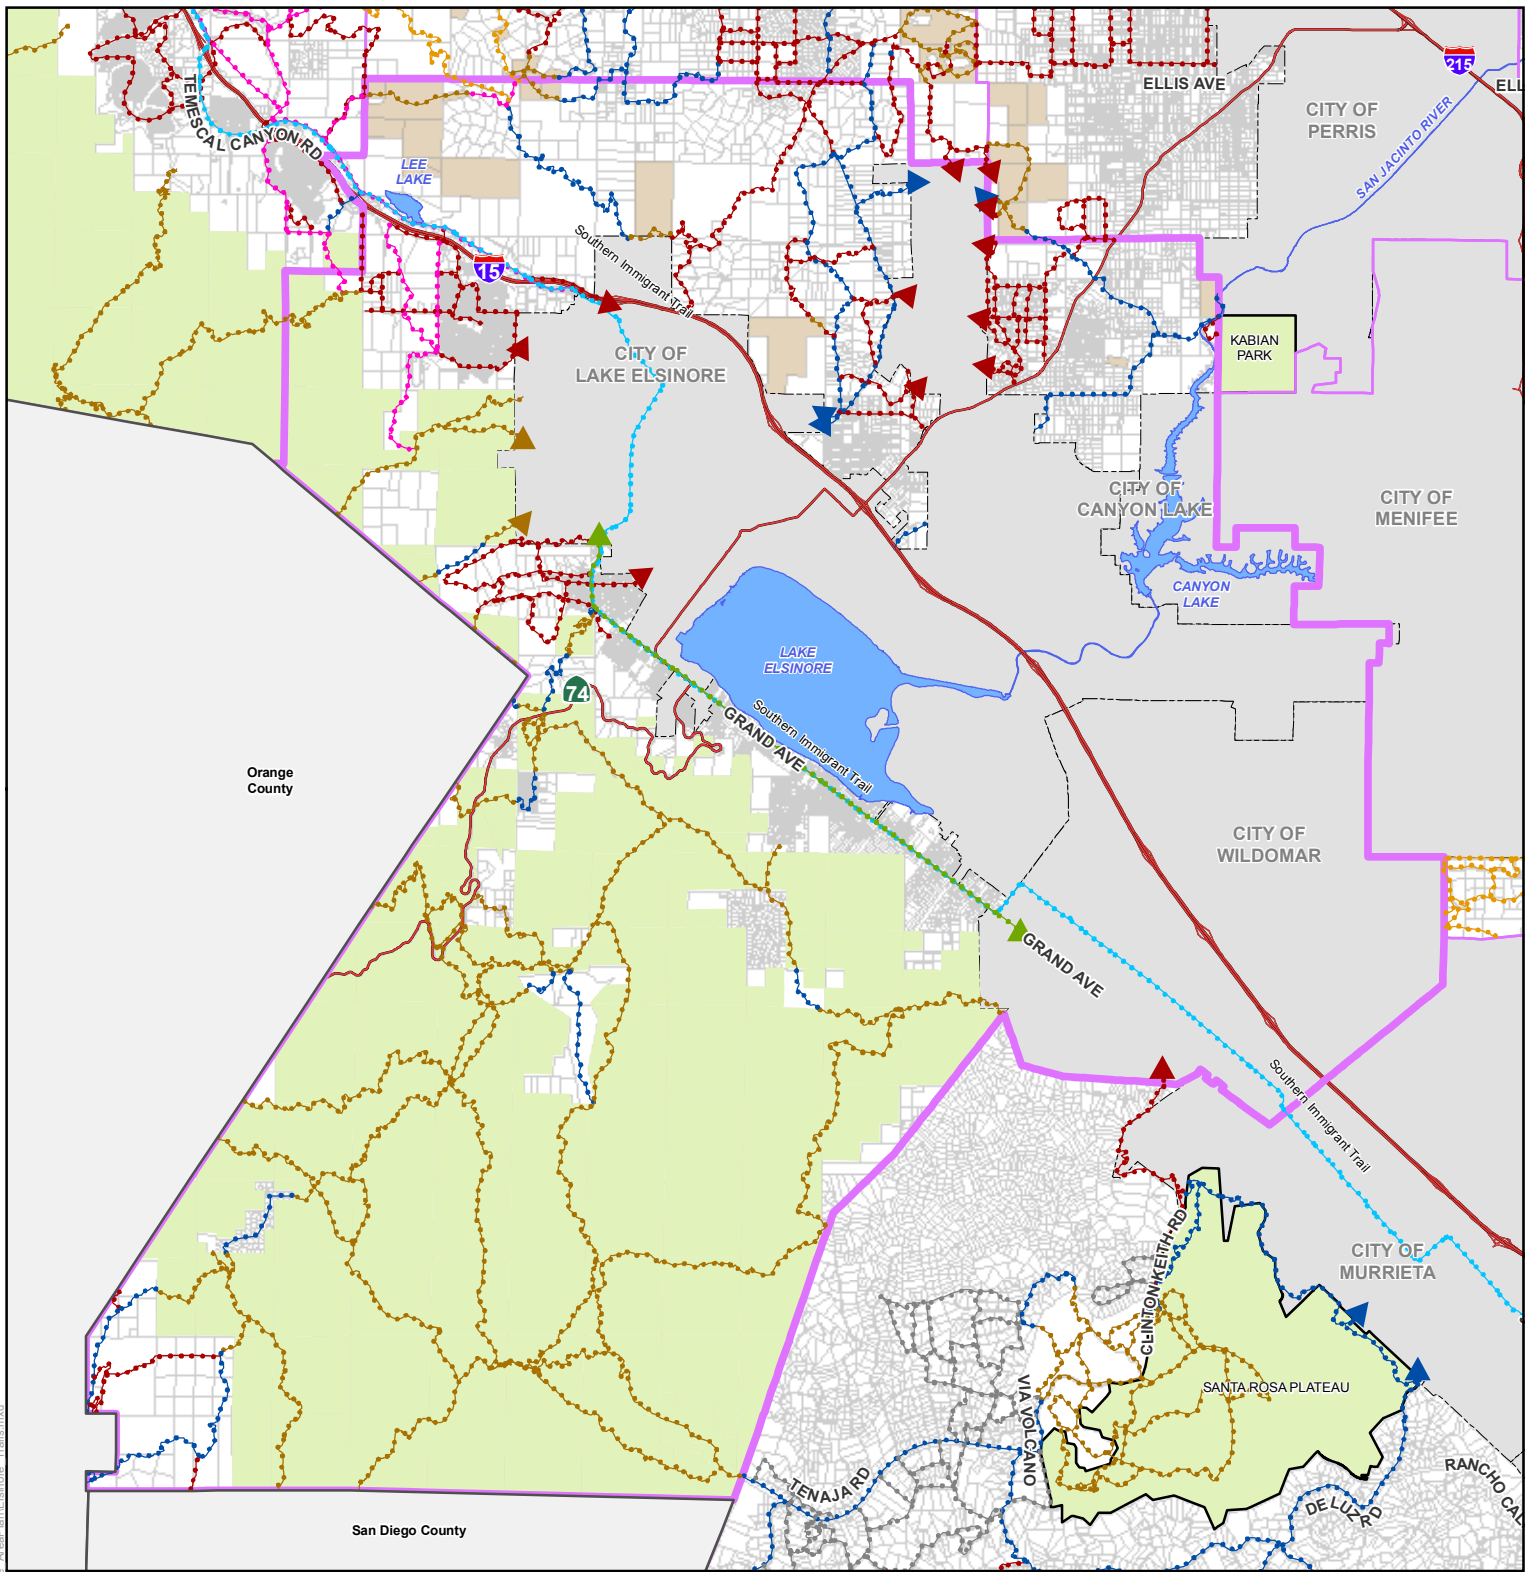 215
ELLIS AVE
ELL
CITY OF
PERRIS
SAN JACINTO RIVER
TEMESCAL CANYON RD
LEE
LAKE
15
Southern Immigrant Trail
CITY OF
LAKE ELSINORE
KABIAN
PARK
CITY OF
CANYON LAKE
CITY OF
MENIFEE
CANYON
LAKE
LAKE
ELSINORE
74
GRAND AVE
Southern Immigrant Trail
Orange
County
CITY OF
WILDOMAR
GRAND AVE
Southern Immigrant Trail
CITY OF
MURRIETA
CLINTON KEITH RD
SANTA ROSA PLATEAU
VIA VOLCANO
TENAJA RD
DE LUZ RD
RANCHO CAL
San Diego County